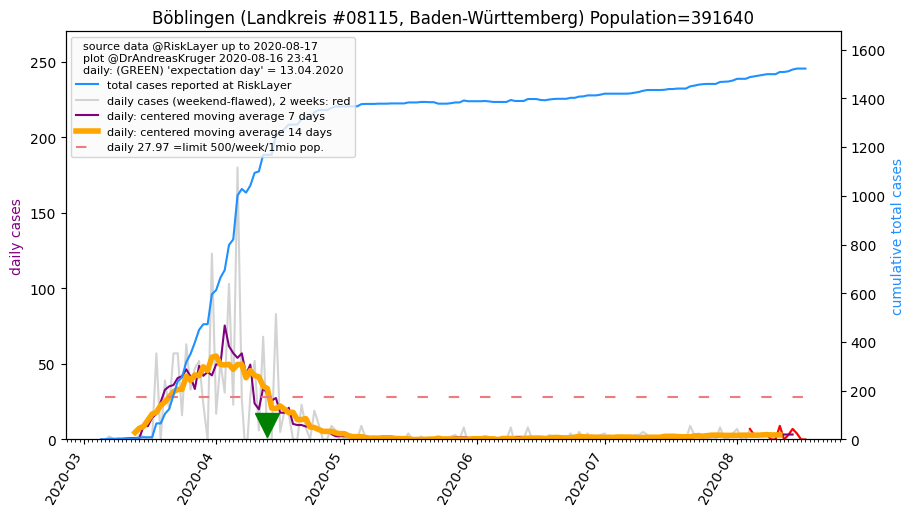 Böblingen (Landkreis #08115, Baden-Württemberg) Population=391640
source data @RiskLayer up to 2020-08-17
plot @DrAndreasKruger 2020-08-16 23:41
daily: (GREEN) 'expectation day' = 13.04.2020
total cases reported at RiskLayer
daily cases (weekend-flawed), 2 weeks: red
daily: centered moving average 7 days
daily: centered moving average 14 days
daily 27.97 =limit 500/week/1mio pop.
daily cases
250
200
150
100
50
0
cumulative total cases
1600
1400
1200
1000
800
600
400
200
0
2020-03
2020-04
2020-05
2020-06
2020-07
2020-08